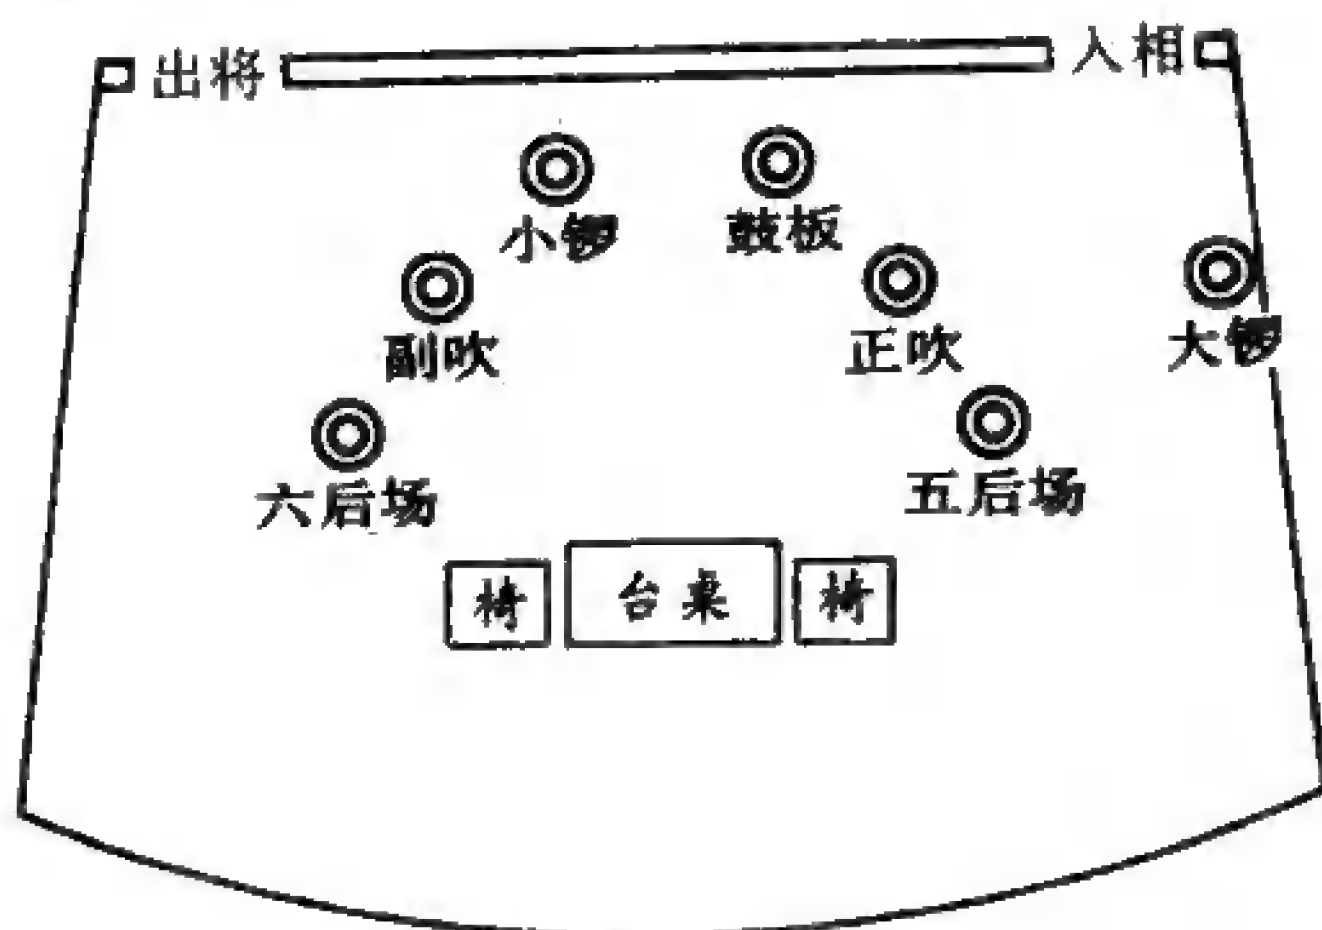 出将 入相
小锣 鼓板
副吹 正吹 大锣
六后场 五后场
椅 台桌 椅